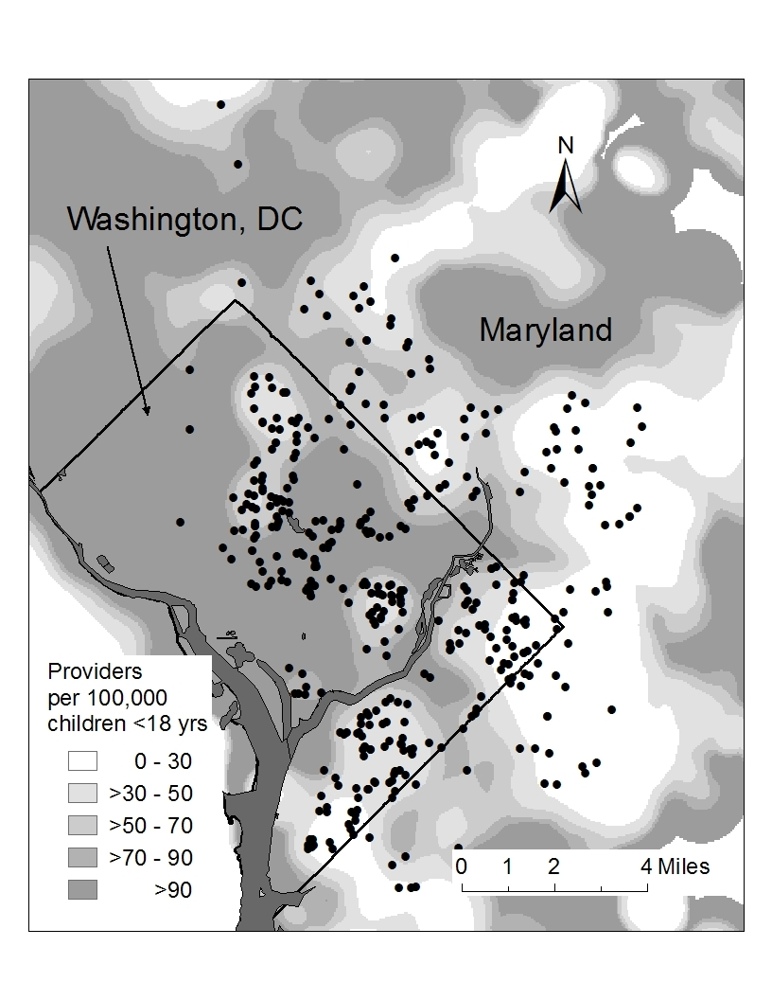 N
Washington, DC
Maryland
Providers
per 100,000
children <18 yrs
0 - 30
>30 - 50
>50 - 70
>70 - 90
>90
0 1 2 4 Miles